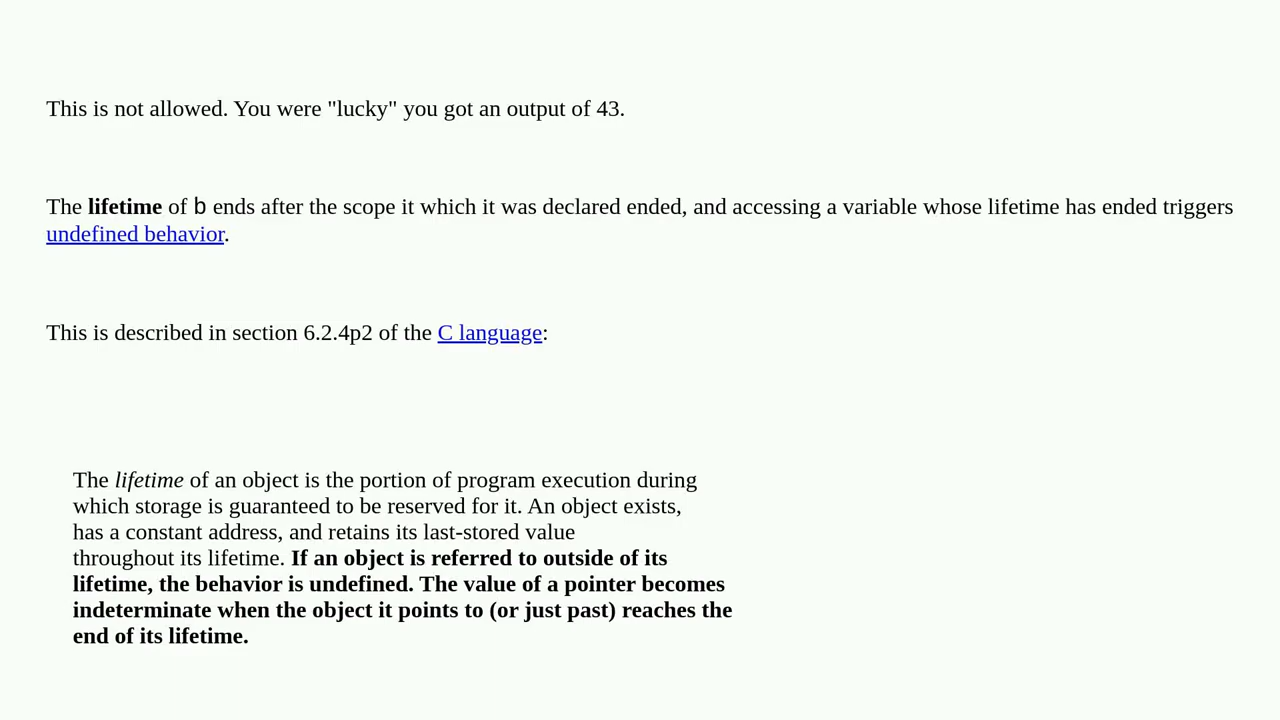 This is not allowed. You were "lucky" you got an output of 43.
The lifetime of b ends after the scope it which it was declared ended, and accessing a variable whose lifetime has ended triggers
undefined behavior.
This is described in section 6.2.4p2 of the C language:
The lifetime of an object is the portion of program execution during
which storage is guaranteed to be reserved for it. An object exists,
has a constant address, and retains its last-stored value
throughout its lifetime. If an object is referred to outside of its
lifetime, the behavior is undefined. The value of a pointer becomes
indeterminate when the object it points to (or just past) reaches the
end of its lifetime.